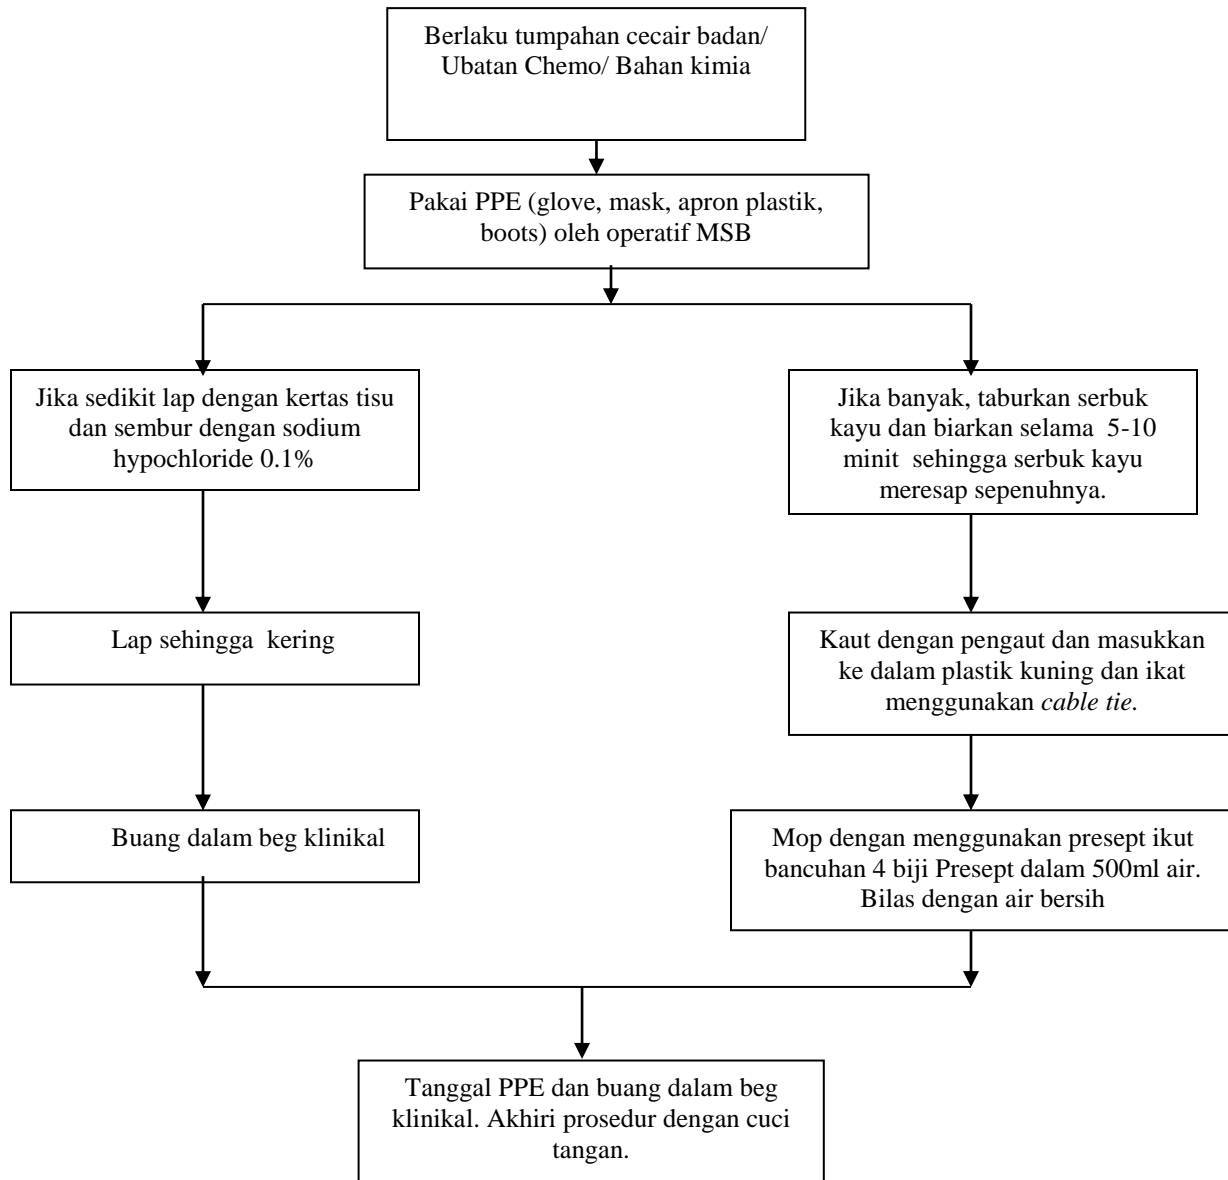 Berlaku tumpahan cecair badan/
Ubatan Chemo/ Bahan kimia
Pakai PPE (glove, mask, apron plastik,
boots) oleh operatif MSB
Jika sedikit lap dengan kertas tisu
dan sembur dengan sodium
hypochloride 0.1%
Jika banyak, taburkan serbuk
kayu dan biarkan selama 5-10
minit sehingga serbuk kayu
meresap sepenuhnya.
Lap sehingga kering
Kaut dengan pengaut dan masukkan
ke dalam plastik kuning dan ikat
menggunakan cable tie.
Buang dalam beg klinikal
Mop dengan menggunakan presept ikut
bancuhan 4 biji Presept dalam 500ml air.
Bilas dengan air bersih
Tanggal PPE dan buang dalam beg
klinikal. Akhiri prosedur dengan cuci
tangan.